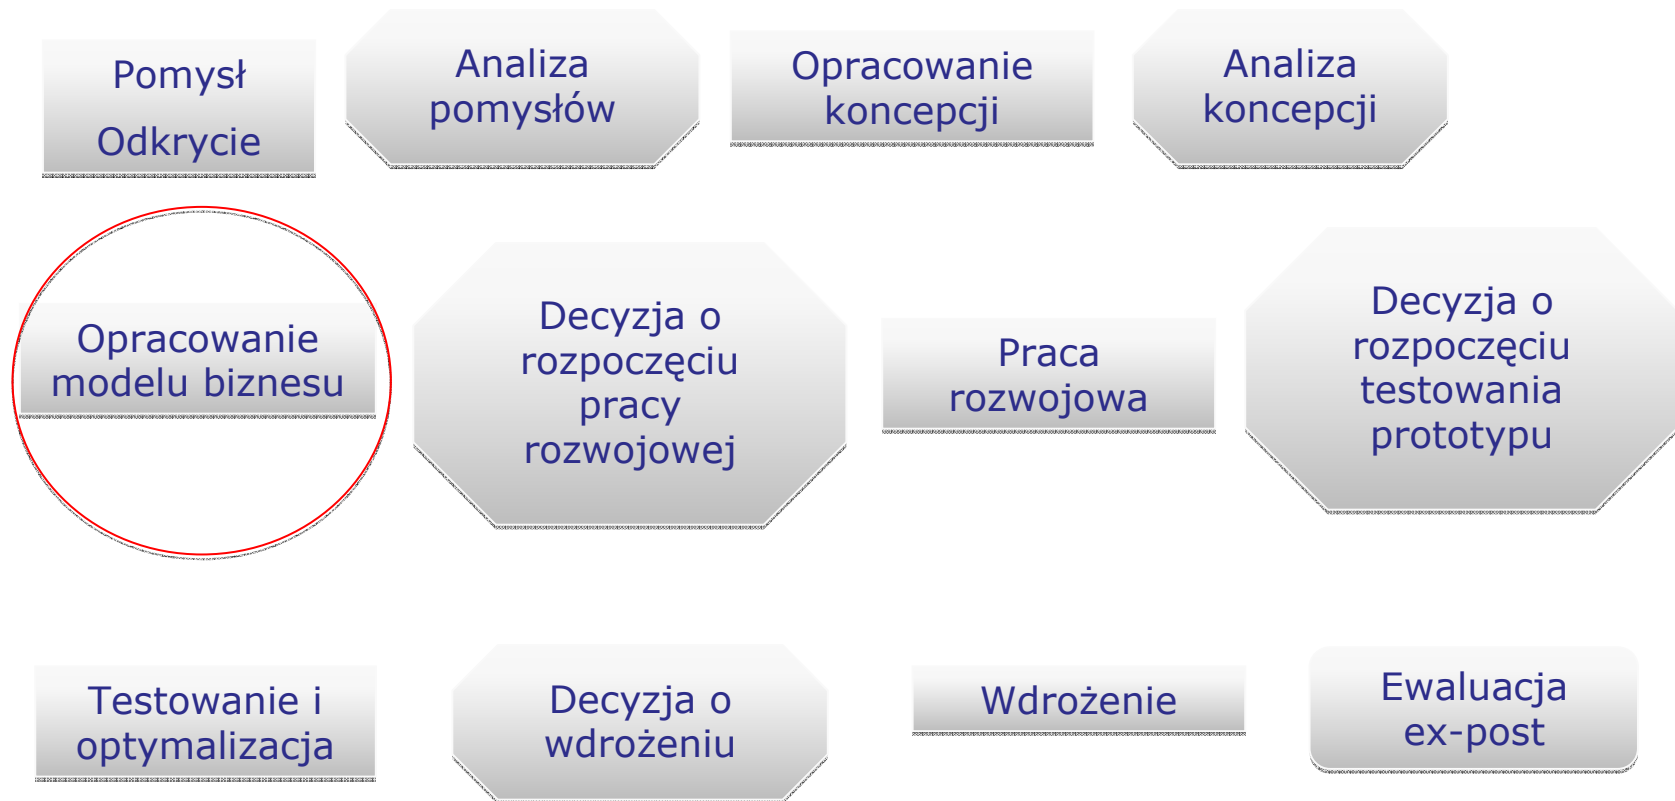 Pomysł
Odkrycie
Analiza
pomysłów
Opracowanie
koncepcji
Analiza
koncepcji
Opracowanie
modelu biznesu
Decyzja o
rozpoczęciu
pracy
rozwojowej
Praca
rozwojowa
Decyzja o
rozpoczęciu
testowania
prototypu
Testowanie i
optymalizacja
Decyzja o
wdrożeniu
Wdrożenie
Ewaluacja
ex-post